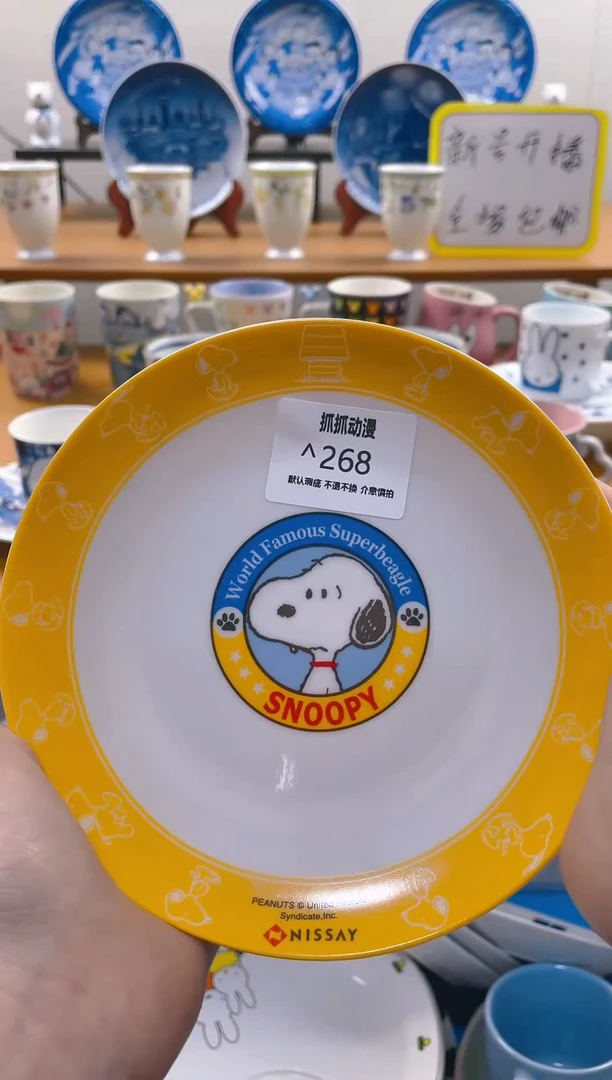 新号开播
全场包邮
抓抓动漫
^268
默认瑕疵 不退不换 介意慎拍
World Famous Superbeagle
SNOOPY
PEANUTS © United
Syndicate,Inc.
NISSAY